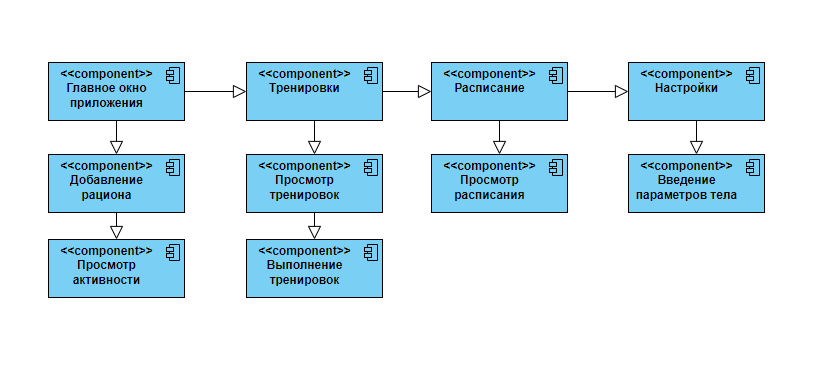 <<component>>
Главное окно
приложения
<<component>>
Тренировки
<<component>>
Расписание
<<component>>
Настройки
<<component>>
Добавление
рациона
<<component>>
Просмотр
тренировок
<<component>>
Просмотр
расписания
<<component>>
Введение
параметров тела
<<component>>
Просмотр
активности
<<component>>
Выполнение
тренировок